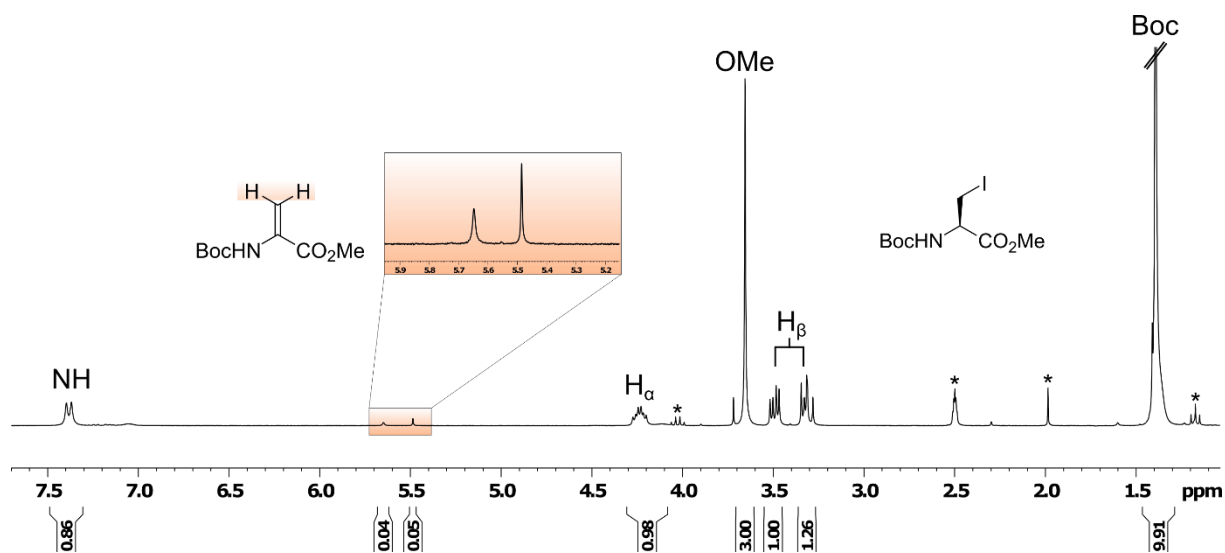 Boc
OMe
H H
BocHN CO₂Me
5.9 5.8 5.7 5.6 5.5 5.4 5.3 5.2
I
BocHN CO₂Me
NH
Hα
*
Hβ
*
*
*
7.5 7.0 6.5 6.0 5.5 5.0 4.5 4.0 3.5 3.0 2.5 2.0 1.5 ppm
0.86 0.04 0.05 0.98 3.00 1.00 1.26 9.91